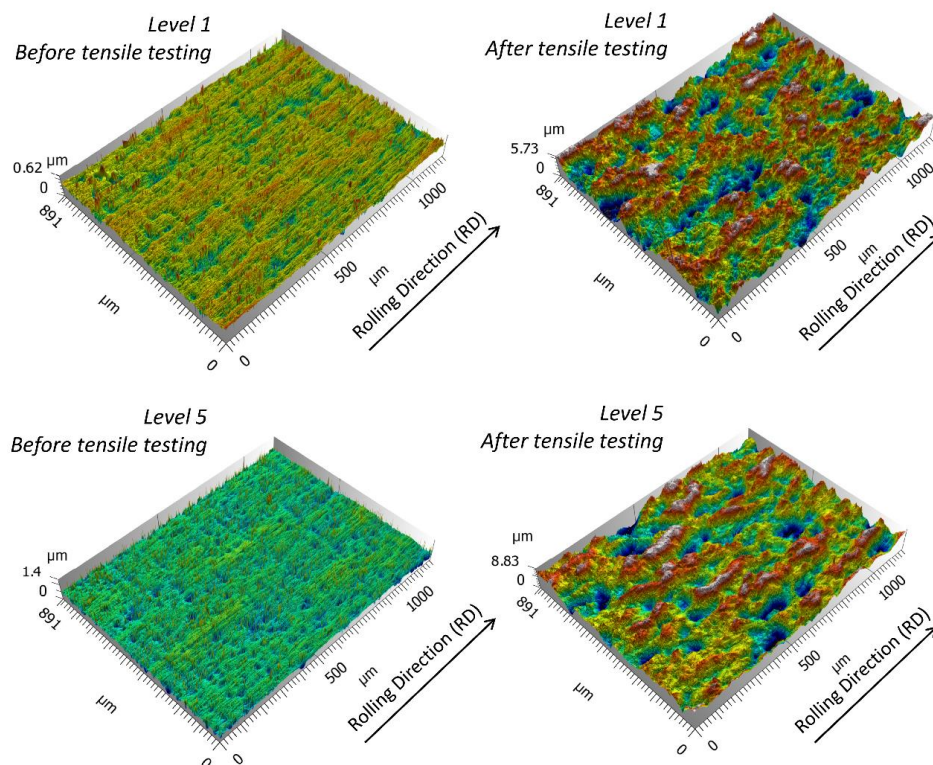 Level 1
Before tensile testing
µm
0.62
0
891
µm
0
0
500
µm
1000
Rolling Direction (RD)
Level 1
After tensile testing
µm
5.73
0
891
µm
0
0
500
µm
1000
Rolling Direction (RD)
Level 5
Before tensile testing
µm
1.4
0
891
µm
0
0
500
µm
1000
Rolling Direction (RD)
Level 5
After tensile testing
µm
8.83
0
891
µm
0
0
500
µm
1000
Rolling Direction (RD)